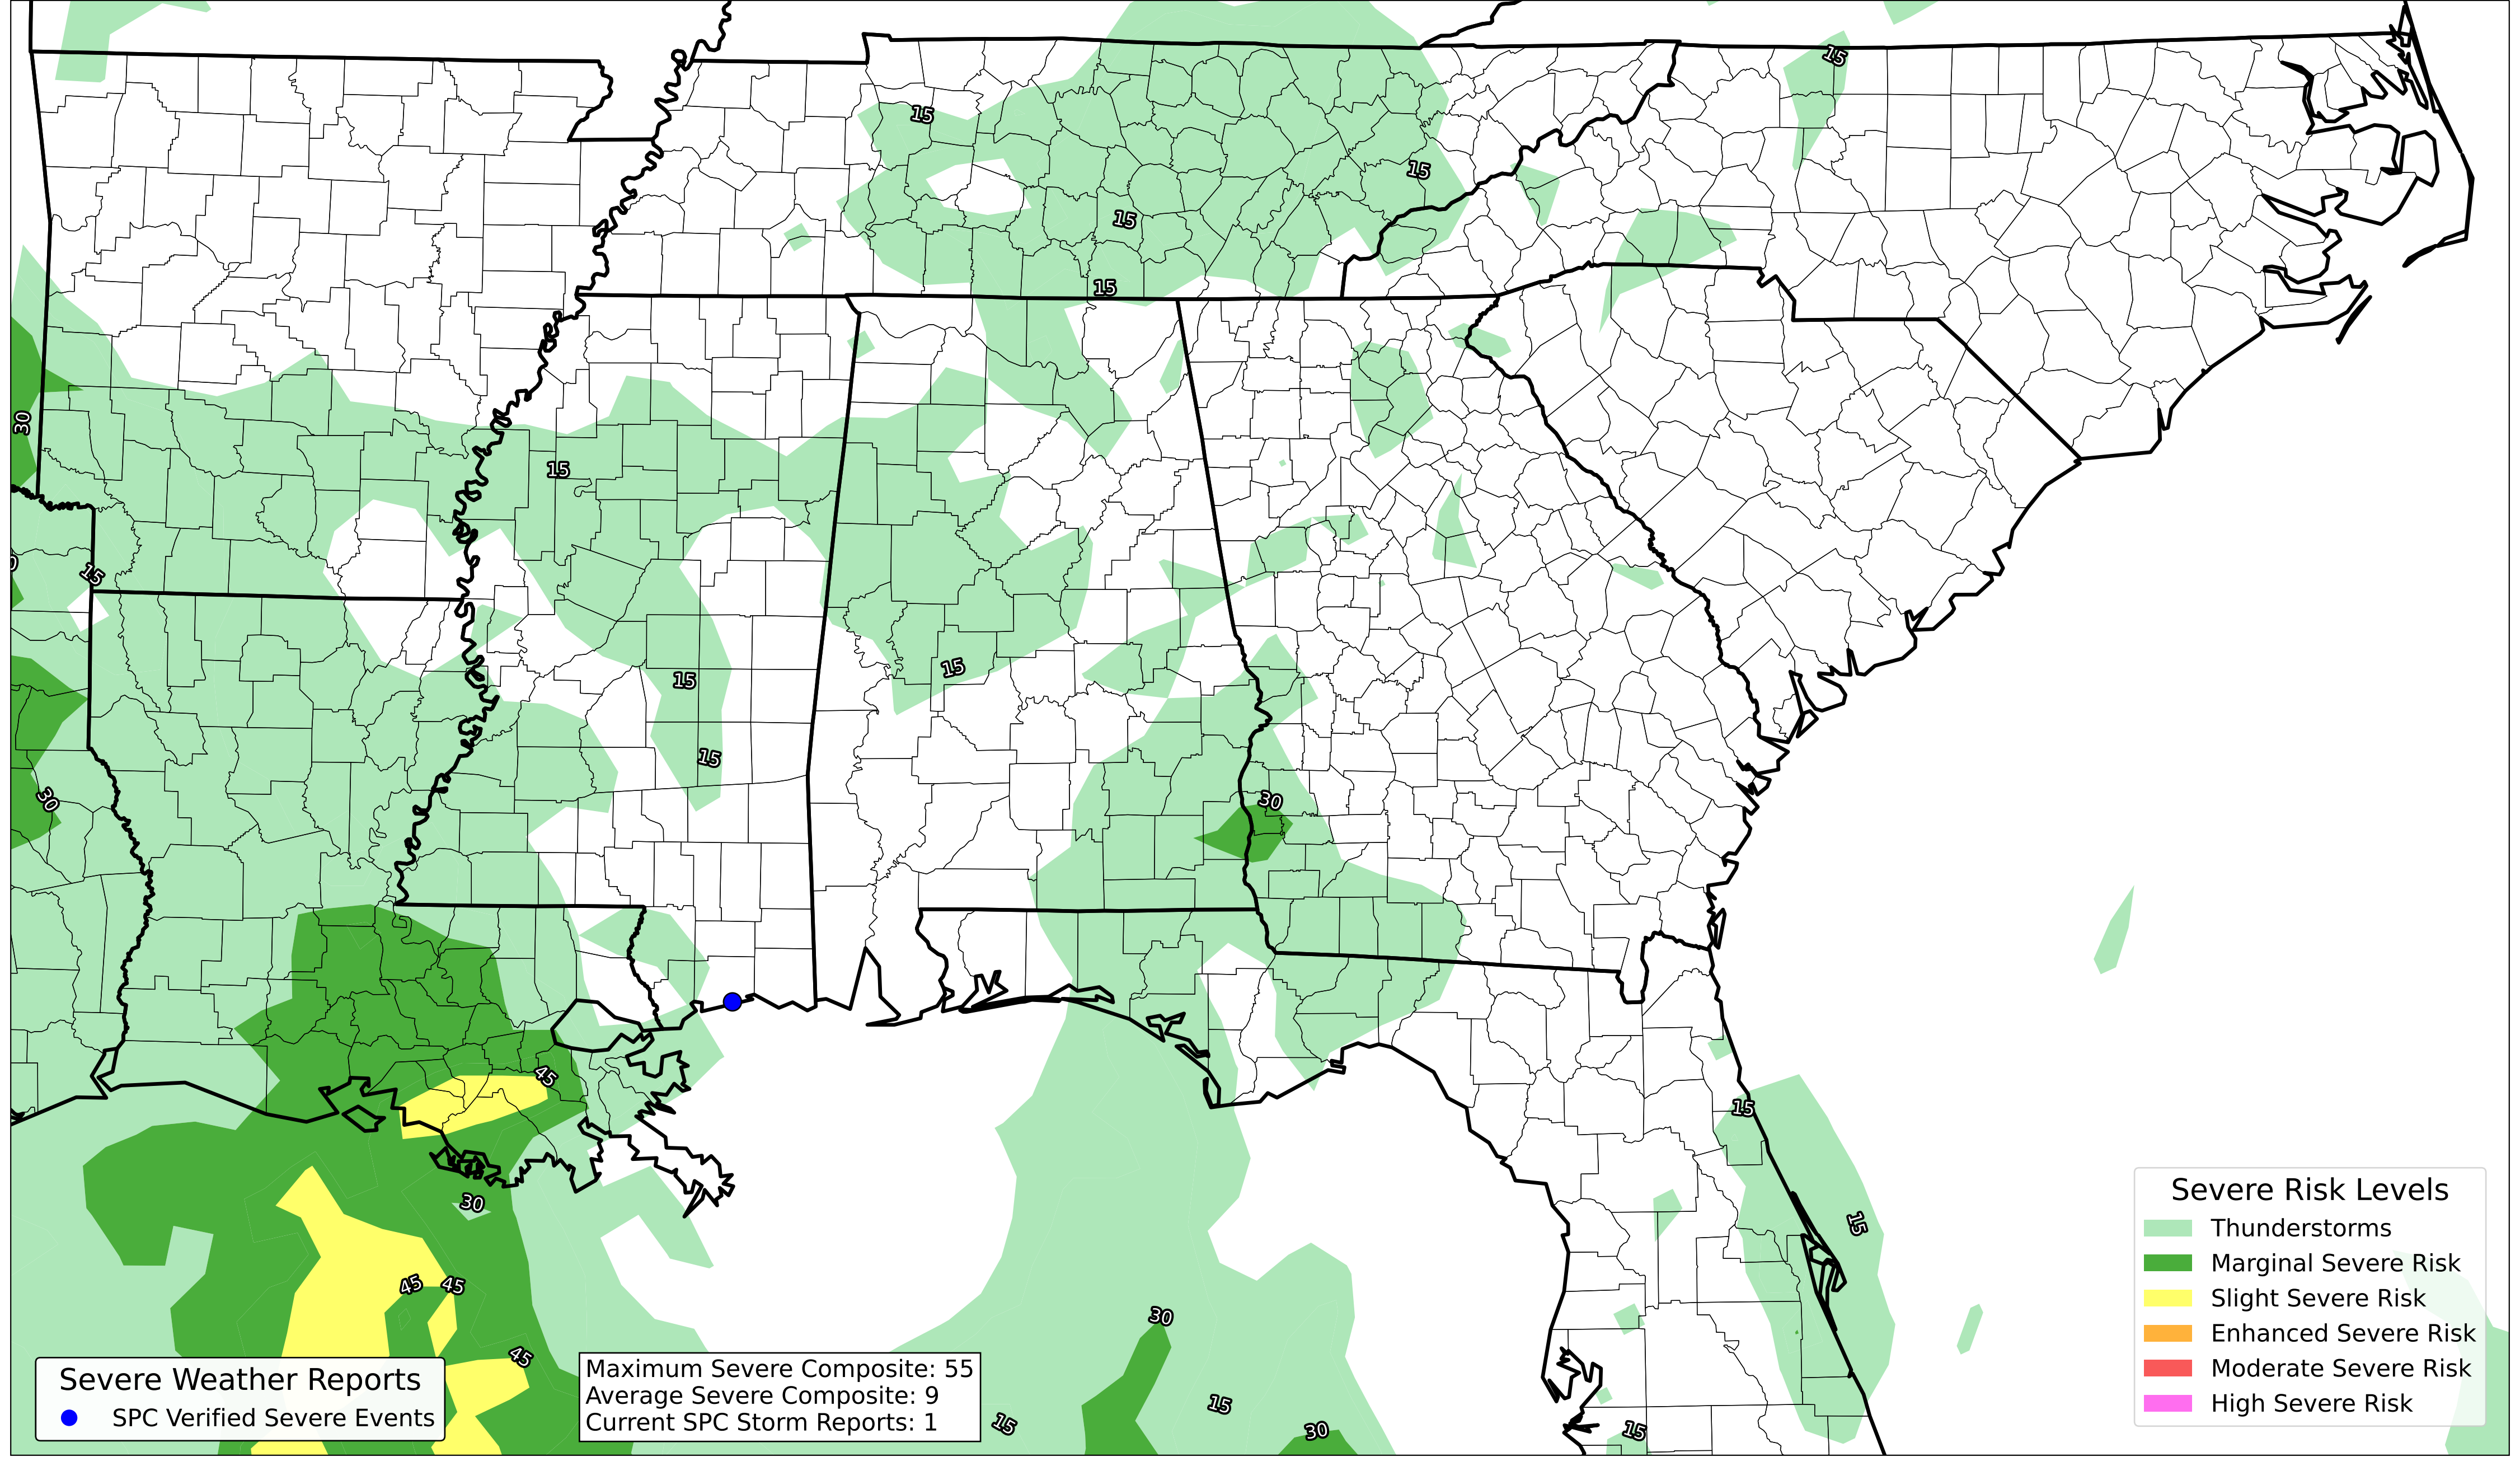 15
15
15
15
15
15
30
15
15
15
15
15
30
30
45
15
30
15
45
45
30
45
15
15
30
15
Severe Risk Levels
Thunderstorms
Marginal Severe Risk
Slight Severe Risk
Enhanced Severe Risk
Moderate Severe Risk
High Severe Risk
Severe Weather Reports
SPC Verified Severe Events
Maximum Severe Composite: 55
Average Severe Composite: 9
Current SPC Storm Reports: 1